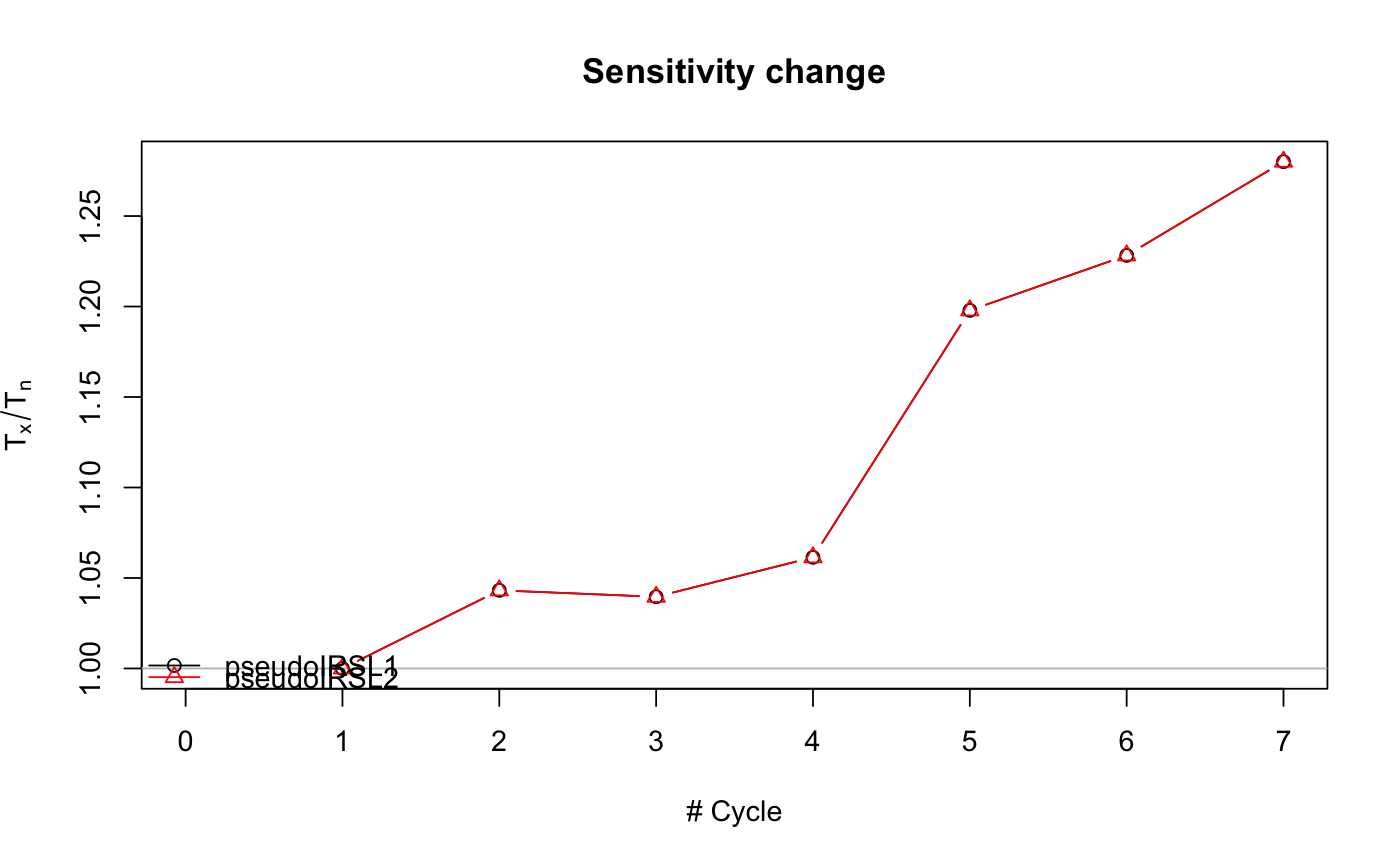 Sensitivity change
Tx/Tn
1.25
1.20
1.15
1.10
1.05
1.00
pseudoIRSL1
pseudoIRSL2
0 1 2 3 4 5 6 7
# Cycle